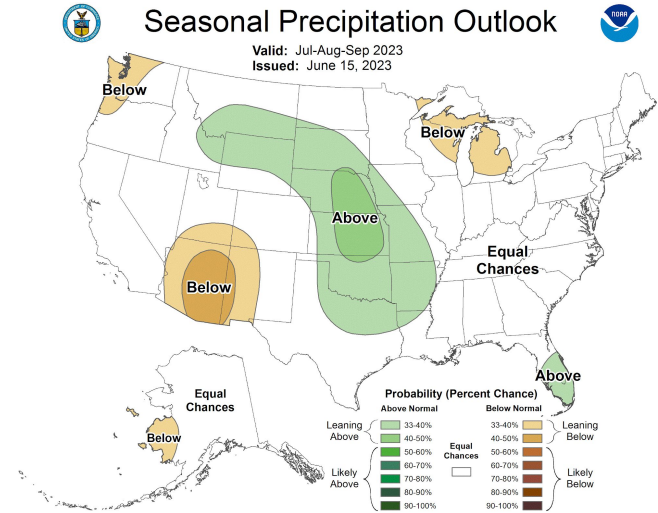 Seasonal Precipitation Outlook
NOAA
Valid: Jul-Aug-Sep 2023
Issued: June 15, 2023
Below
Below
Above
Equal
Chances
Below
Above
Equal
Chances
Below
Probability (Percent Chance)
Above Normal
Below Normal
Leaning
Above
33-40%
40-50%
Likely
Above
50-60%
60-70%
70-80%
80-90%
90-100%
Equal
Chances
33-40%
40-50%
Leaning
Below
50-60%
60-70%
70-80%
80-90%
90-100%
Likely
Below